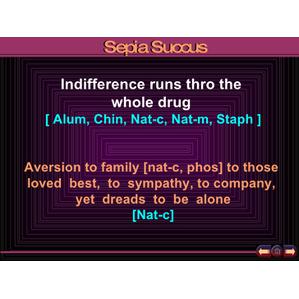 Sepia Succus
Indifference runs thro the
whole drug
[ Alum, Chin, Nat-c, Nat-m, Staph ]
Aversion to family [nat-c, phos] to those
loved best, to sympathy, to company,
yet dreads to be alone
[Nat-c]